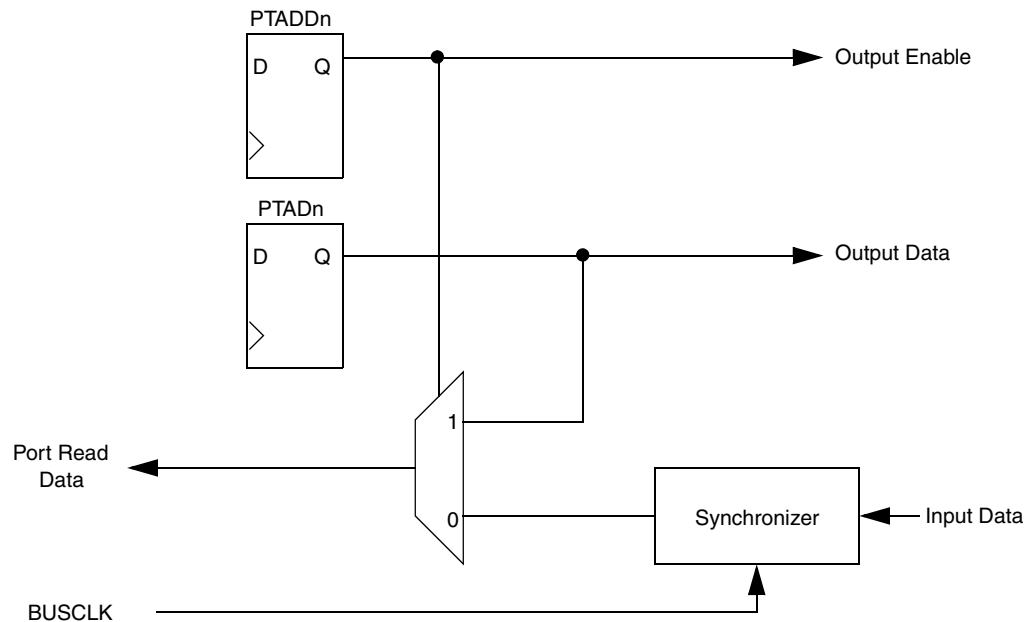 PTADDn
D Q
Output Enable
PTADn
D Q
Output Data
1
Port Read
Data
0
Synchronizer
Input Data
BUSCLK